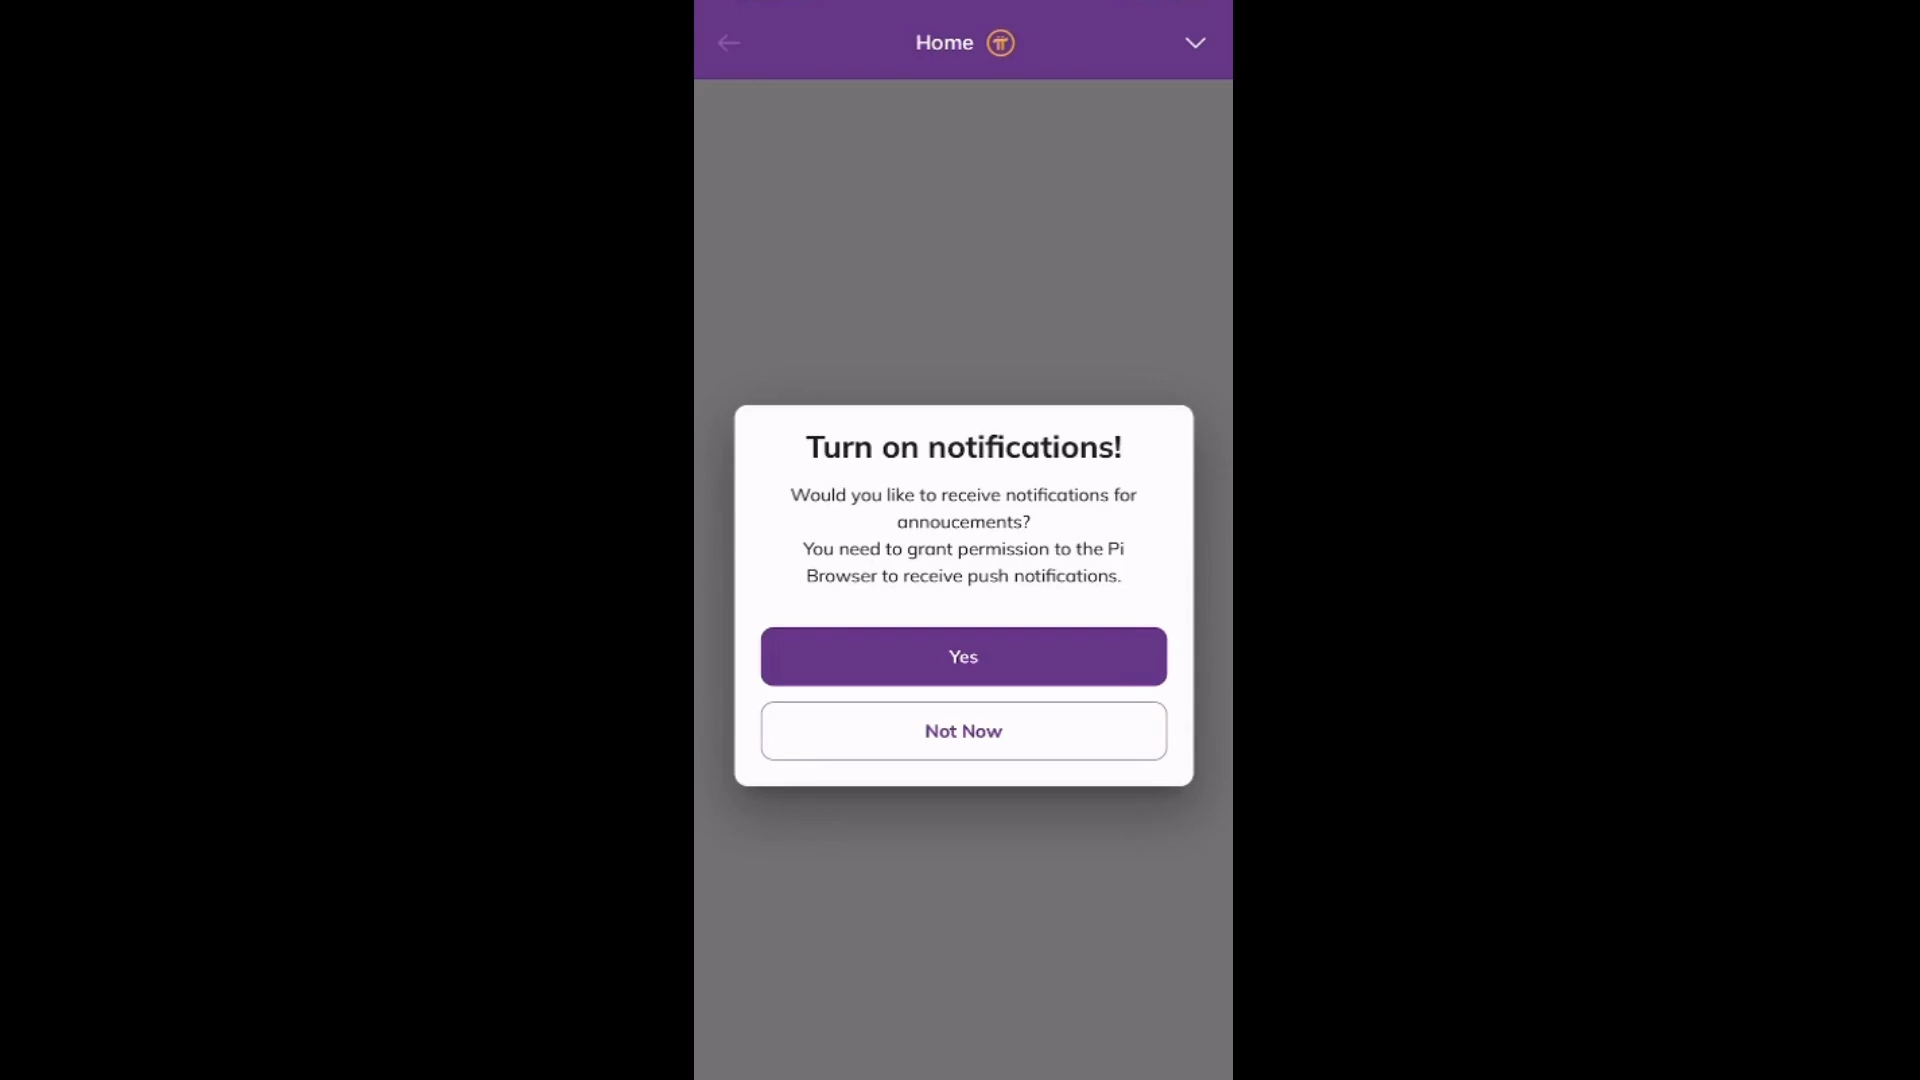 Home
Turn on notifications!
Would you like to receive notifications for
annoucements?
You need to grant permission to the Pi
Browser to receive push notifications.
Yes
Not Now